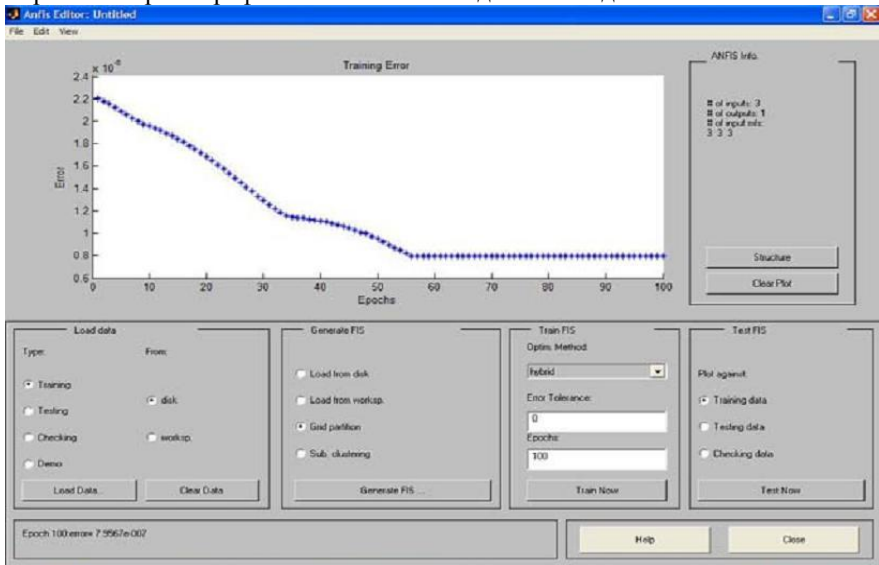 Anfis Editor: Untitled
File Edit View
Training Error
2.4
2.2
2
1.8
1.6
1.4
1.2
1
0.8
0.6
Error
0 10 20 30 40 50 60 70 80 90 100
Epochs
ANFIS Info.
# of inputs: 3
# of outputs: 1
# of input mfs:
3 3 3
Structure
Clear Plot
Load data
Type:
From:
Training
Testing
Checking
Demo
disk
worksp.
Load Data...
Clear Data
Generate FIS
Load from disk
Load from worksp.
Grid partition
Sub. clustering
Generate FIS ...
Train FIS
Optim. Method:
hybrid
Error Tolerance:
0
Epochs:
100
Train Now
Test FIS
Plot against:
Training data
Testing data
Checking data
Test Now
Epoch 100:error= 7.9567e-007
Help
Close